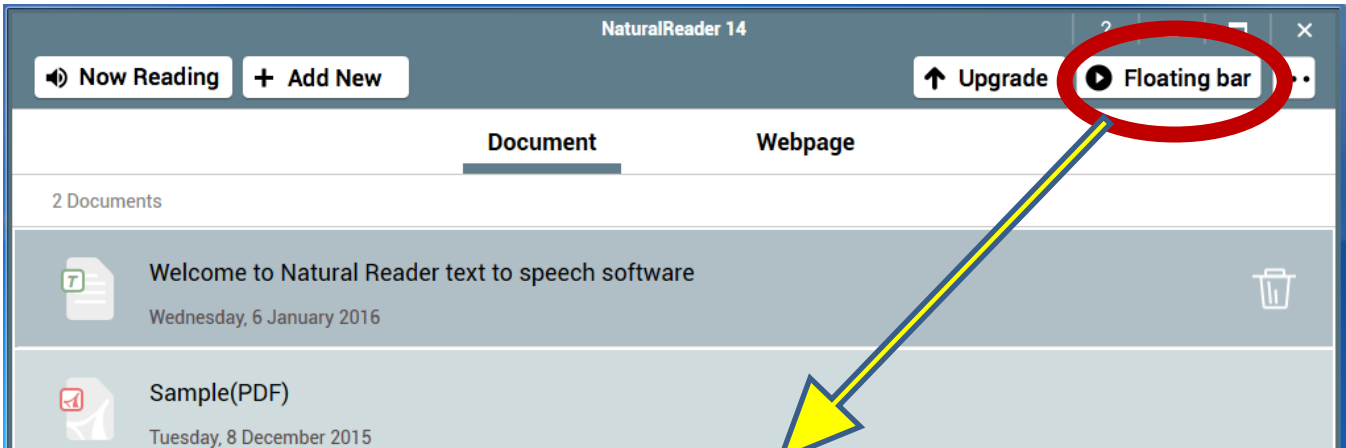 NaturalReader 14
?
Now Reading + Add New Upgrade Floating bar
Document Webpage
2 Documents
T
Welcome to Natural Reader text to speech software
Wednesday, 6 January 2016
Sample(PDF)
Tuesday, 8 December 2015